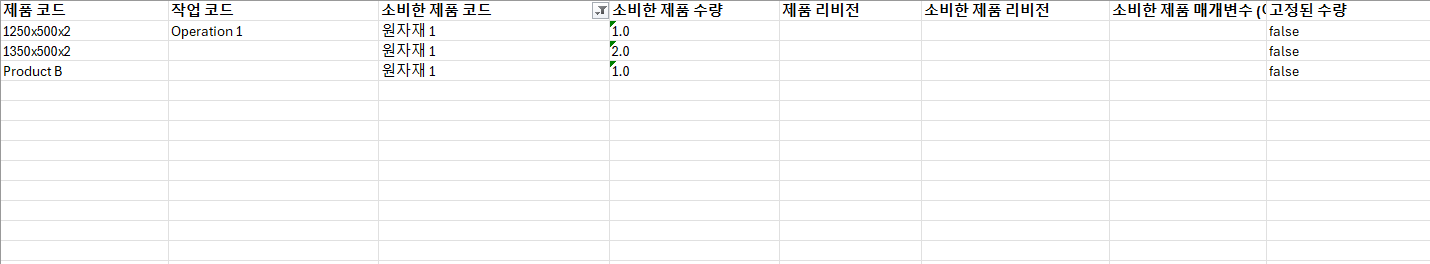 제품 코드 작업 코드 소비한 제품 코드 소비한 제품 수량 제품 리비전 소비한 제품 리비전 소비한 제품 매개변수 ( 고정된 수량
1250x500x2 Operation 1 원자재 1 1.0 false
1350x500x2 원자재 1 2.0 false
Product B 원자재 1 1.0 false